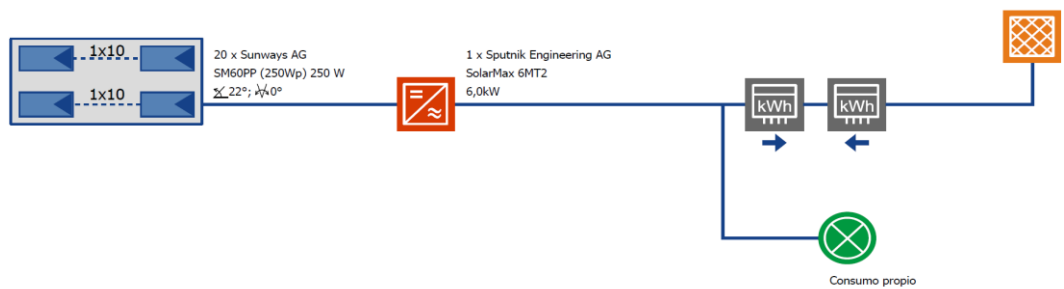 1x10
1x10
20 x Sunways AG
SM60PP (250Wp) 250 W
22°; 0°
1 x Sputnik Engineering AG
SolarMax 6MT2
6,0kW
kWh
kWh
Consumo propio